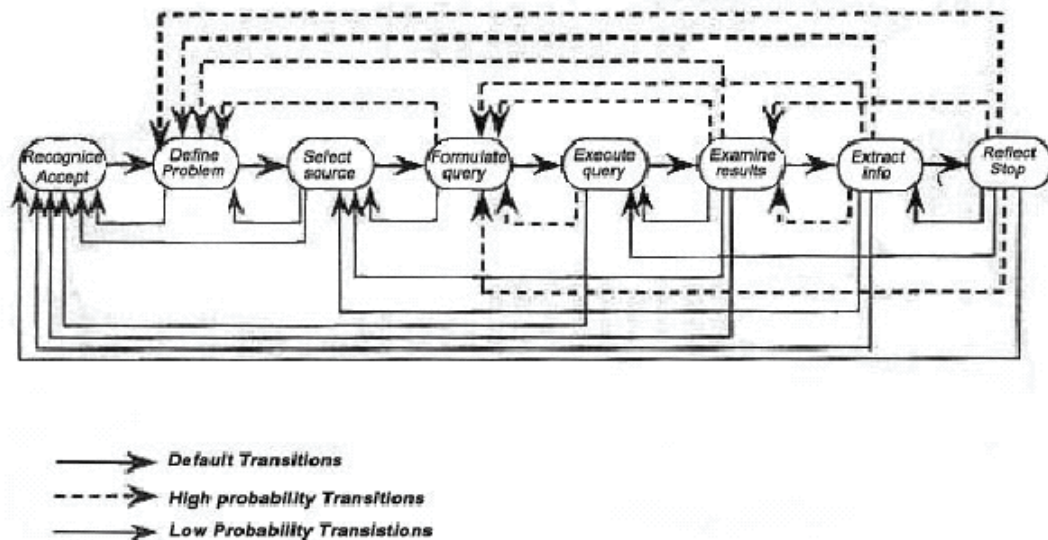 Recognice
Accept
Define
Problem
Select
source
Formulate
query
Execute
query
Examine
results
Extract
Info
Reflect
Stop
Default Transitions
High probability Transitions
Low Probability Transistions